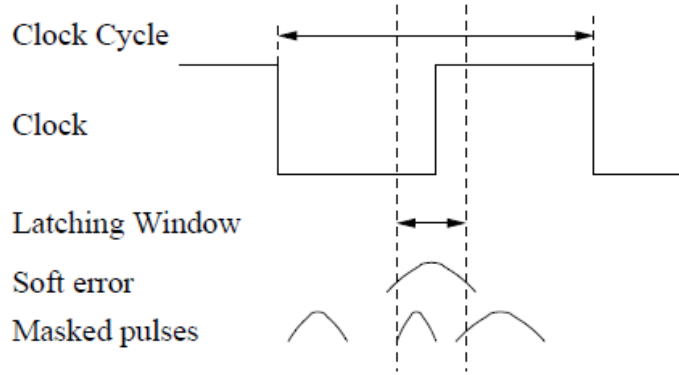 Clock Cycle
Clock
Latching Window
Soft error
Masked pulses